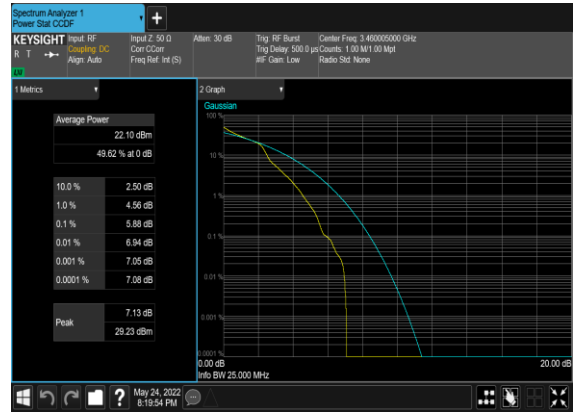 Spectrum Analyzer 1
Power Stat CCDF
+
KEYSIGHT
R T
LXI
Input: RF
Coupling: DC
Align: Auto
Input Z: 50 Ω
Corr CCorr
Freq Ref: Int (S)
Atten: 30 dB
Trig: RF Burst
Trig Delay: 500.0 µs
#IF Gain: Low
Center Freq: 3.460005000 GHz
Counts: 1.00 M/1.00 Mpt
Radio Std: None
1 Metrics
Average Power
22.10 dBm
49.62 % at 0 dB
10.0 % 2.50 dB
1.0 % 4.56 dB
0.1 % 5.88 dB
0.01 % 6.94 dB
0.001 % 7.05 dB
0.0001 % 7.08 dB
Peak
7.13 dB
29.23 dBm
2 Graph
Gaussian
100 %
10 %
1 %
0.1 %
0.01 %
0.001 %
0.0001 %
0.00 dB
20.00 dB
Info BW 25.000 MHz
?
May 24, 2022
8:19:54 PM